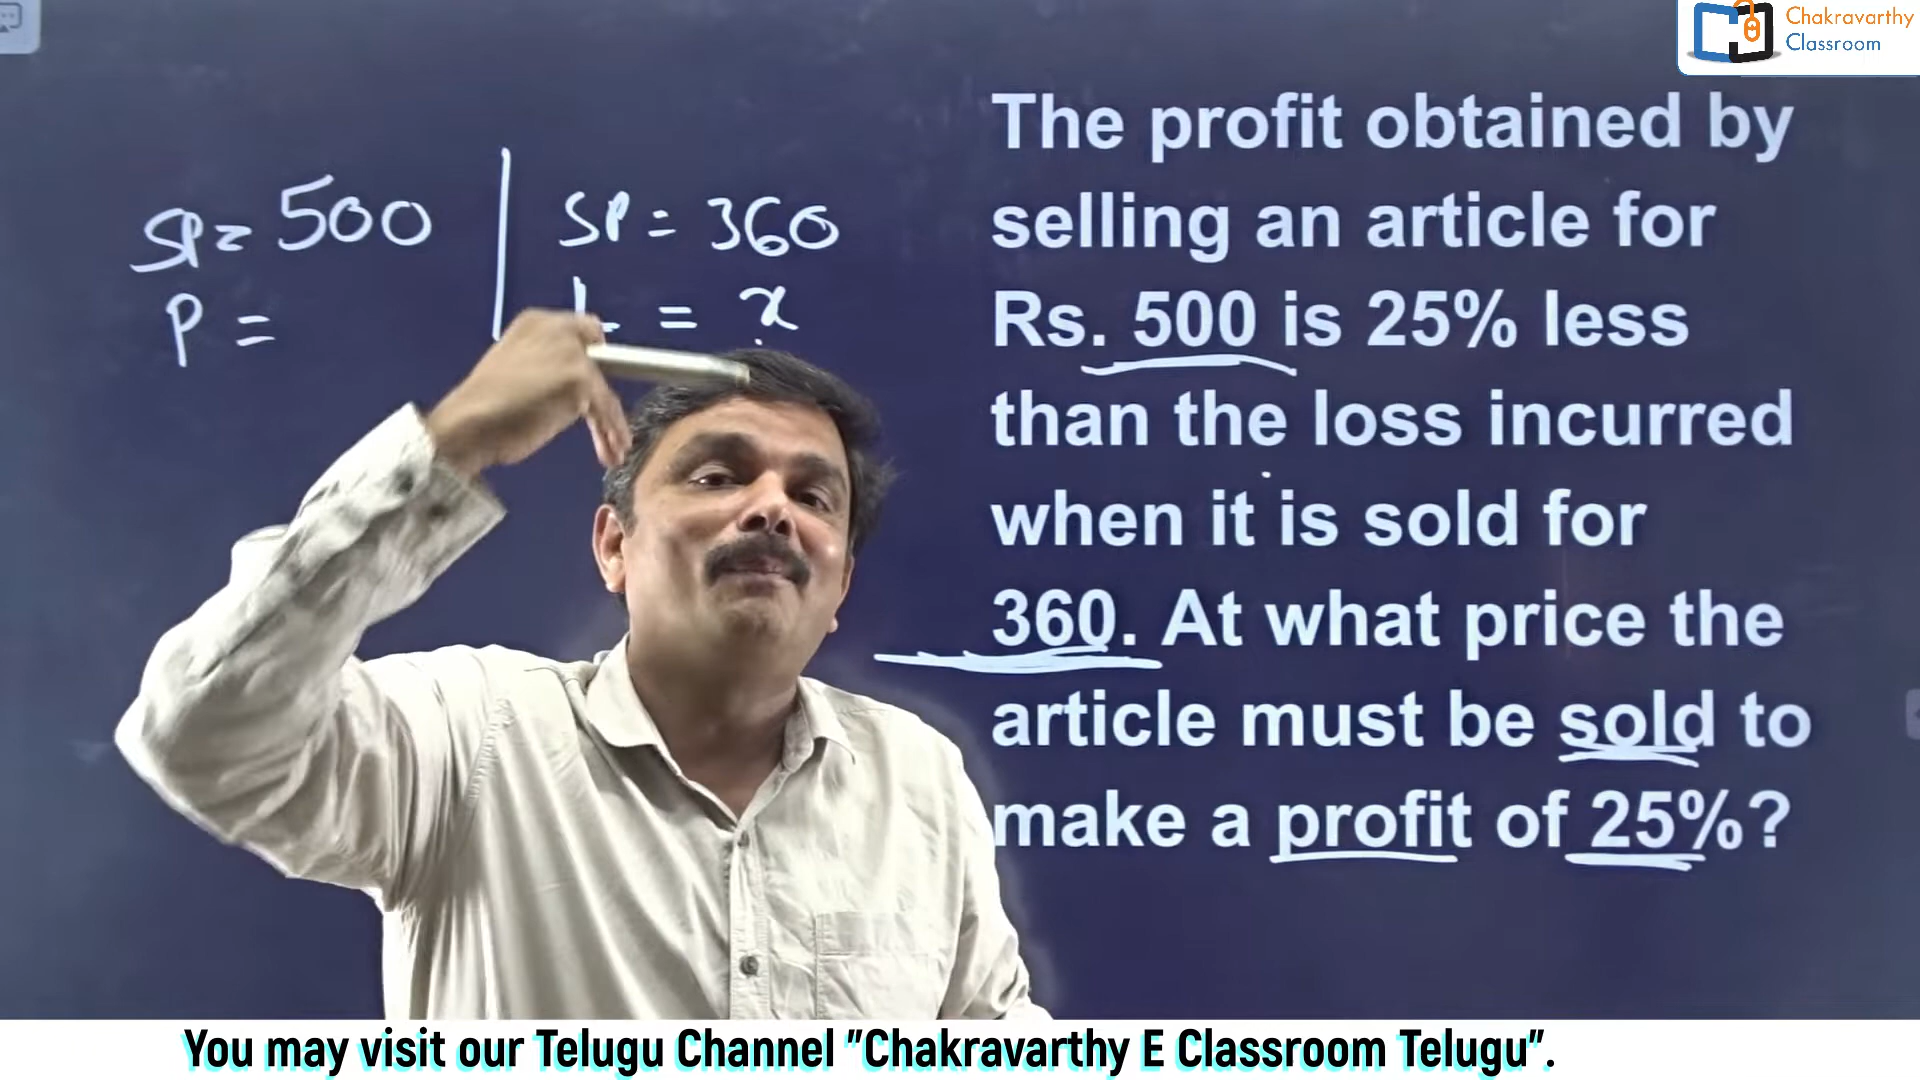 Chakravarthy
Classroom
SP = 500
P =
SP = 360
L = x
The profit obtained by
selling an article for
Rs. 500 is 25% less
than the loss incurred
when it is sold for
360. At what price the
article must be sold to
make a profit of 25%?
You may visit our Telugu Channel "Chakravarthy E Classroom Telugu".